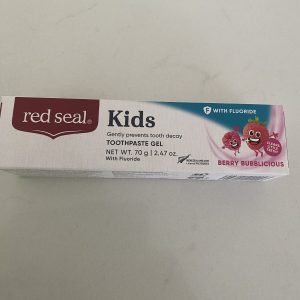 red seal®
Kids
Gently prevents tooth decay
TOOTHPASTE GEL
NET WT. 70 g | 2.47 oz.
With Fluoride
F WITH FLUORIDE
BERRY BUBBLICIOUS